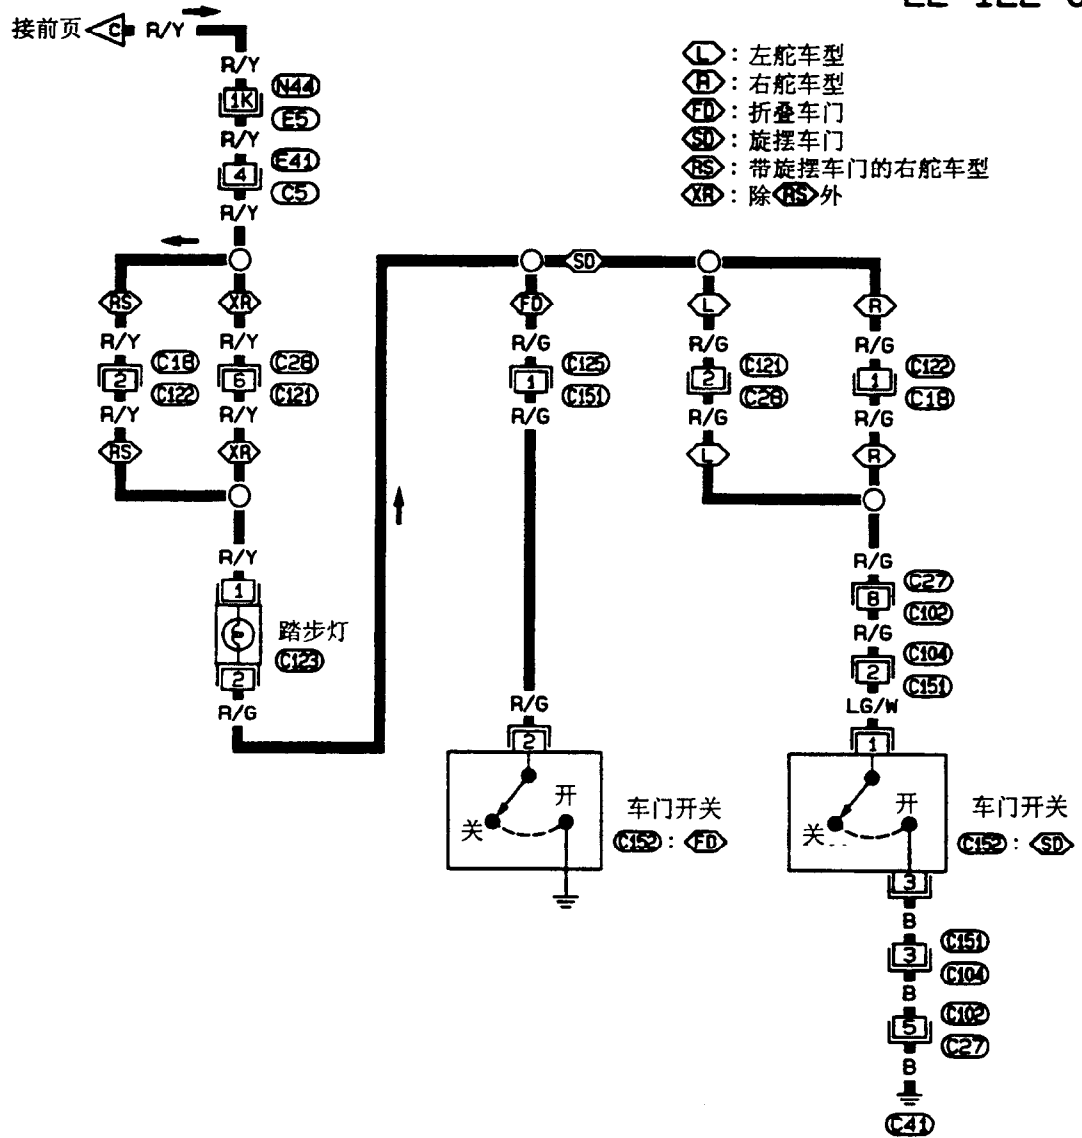 接前页 C R/Y
R/Y
1K N44
E5
R/Y
4 E41
C5
R/Y
L : 左舵车型
R : 右舵车型
FD : 折叠车门
SD : 旋摆车门
RS : 带旋摆车门的右舵车型
XR : 除 RS 外
SD
RS XR FD L R
R/Y R/Y R/G R/G R/G
2 C18 6 C28 1 C125 2 C121 1 C122
C122 C121 C151 C28 C18
R/Y R/Y R/G R/G R/G
RS XR L R
R/Y
1
踏步灯
C123
2
R/G
R/G
8 C27
C102
R/G
2 C104
C151
LG/W
R/G
2
开
关
车门开关
C152 : FD
1
开
关
车门开关
C152 : SD
3
B
3 C151
C104
B
5 C102
C27
B
C41